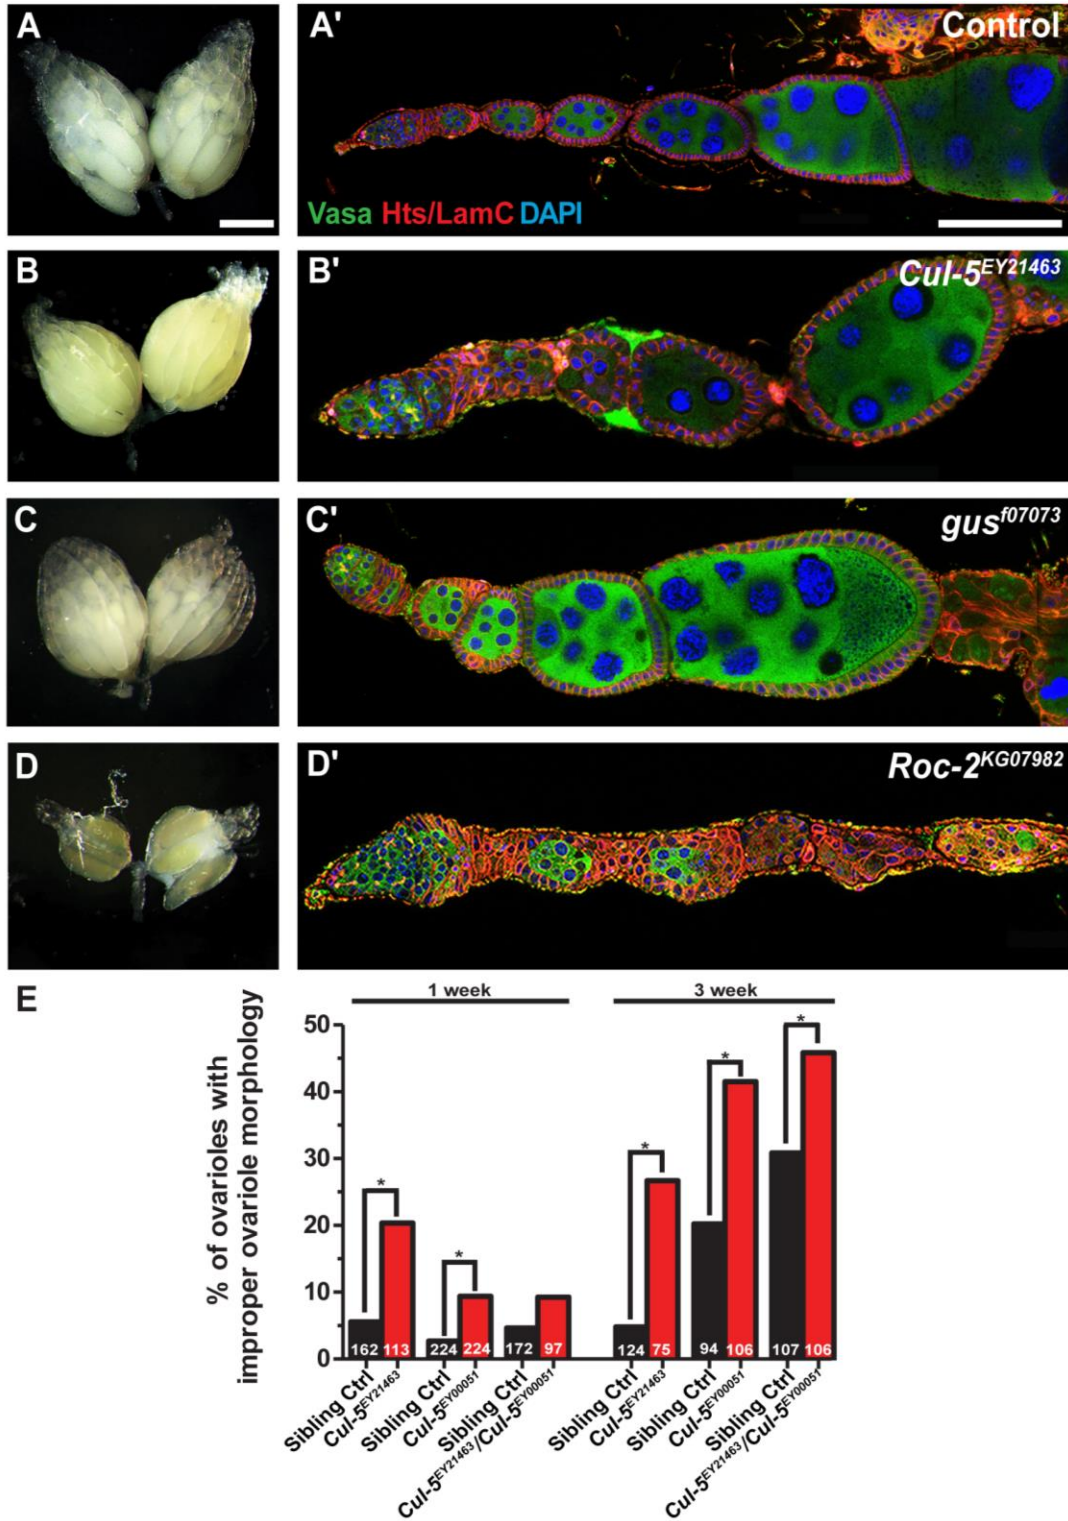 A
A'
Control
Vasa Hts/LamC DAPI
B
B'
Cul-5EY21463
C
C'
gusf07073
D
D'
Roc-2KG07982
E
1 week
3 week
% of ovarioles with
improper ovariole morphology
50
40
30
20
10
0
*
*
*
*
*
162 113 224 224 172 97 124 75 94 106 107 106
Sibling Ctrl
Cul-5EY21463
Sibling Ctrl
Cul-5EY00051
Sibling Ctrl
Cul-5EY21463/Cul-5EY00051
Sibling Ctrl
Cul-5EY21463
Sibling Ctrl
Cul-5EY00051
Sibling Ctrl
Cul-5EY21463/Cul-5EY00051